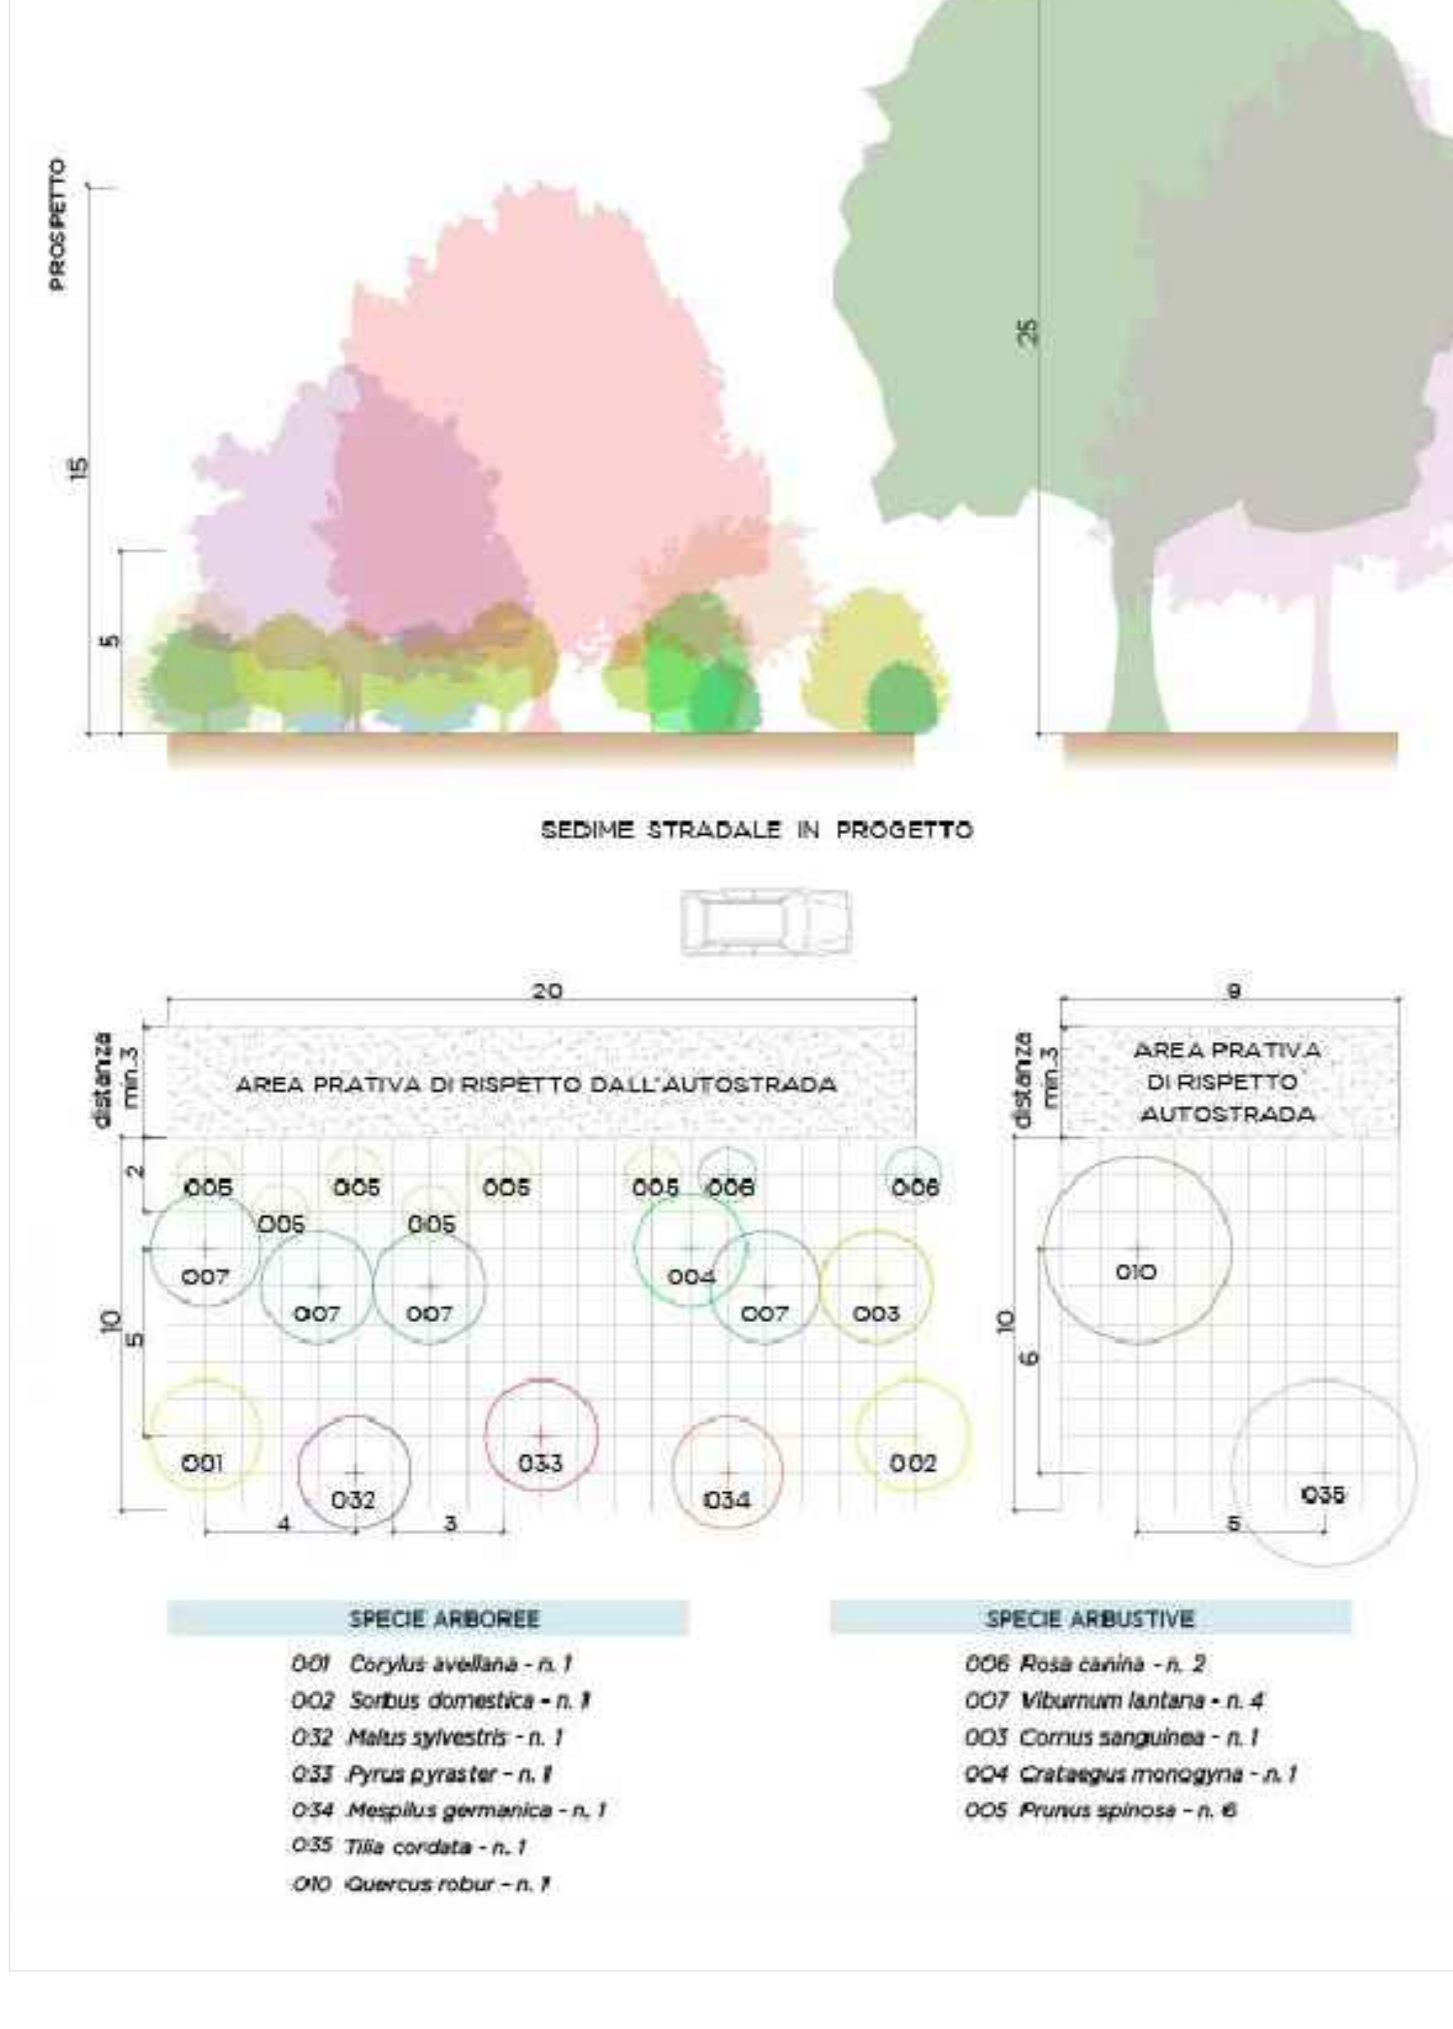 PROSPETTO
15
5
25
SEDIME STRADALE IN PROGETTO
20
9
distanza
min. 3
AREA PRATIVA DI RISPETTO DALL'AUTOSTRADA
distanza
min. 3
AREA PRATIVA
DI RISPETTO
AUTOSTRADA
2
005 005 005 005 006 006
005 005
007 007 007 004 007 003
10
5
001 032 033 034 002
4
3
010
10
6
035
5
SPECIE ARBOREE
001 Corylus avellana - n. 1
002 Sorbus domestica - n. 1
032 Malus sylvestris - n. 1
033 Pyrus pyraster - n. 1
034 Mespilus germanica - n. 1
035 Tilia cordata - n. 1
010 Quercus robur - n. 1
SPECIE ARBUSTIVE
006 Rosa canina - n. 2
007 Viburnum lantana - n. 4
003 Cornus sanguinea - n. 1
004 Crataegus monogyna - n. 1
005 Prunus spinosa - n. 6